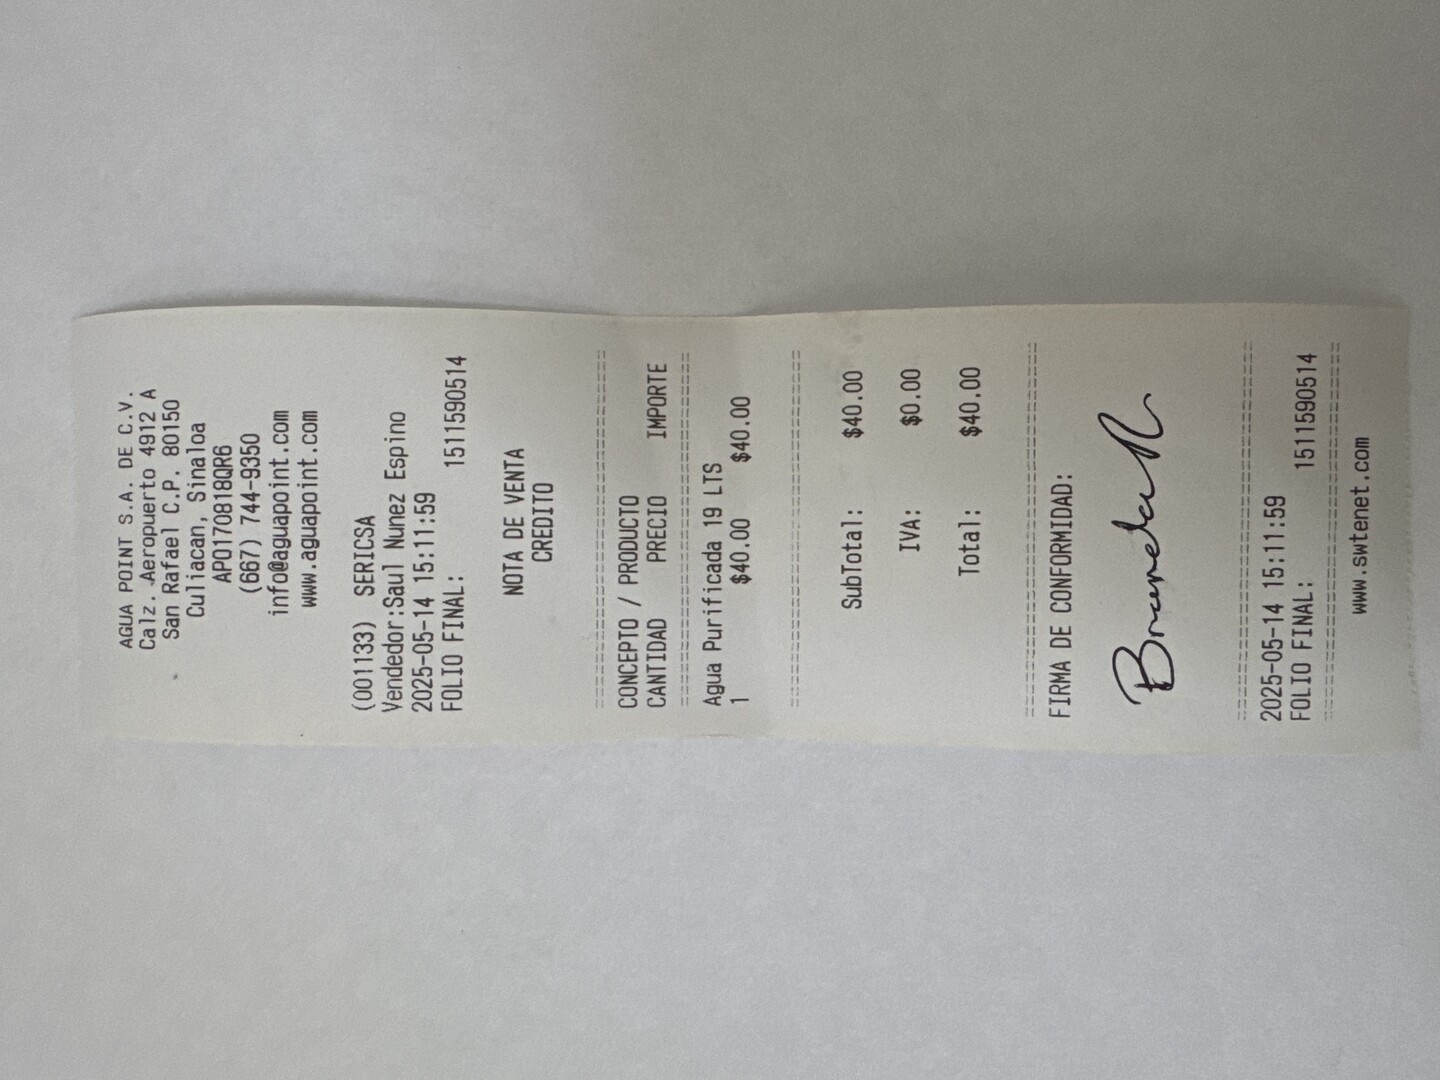 AGUA POINT S.A. DE C.V.
Calz. Aeropuerto 4912 A
San Rafael C.P. 80150
Culiacan, Sinaloa
APO170818QR6
(667) 744-9350
info@aguapoint.com
www.aguapoint.com
(001133) SERICSA
Vendedor:Saul Nunez Espino
2025-05-14 15:11:59
FOLIO FINAL: 1511590514
NOTA DE VENTA
CREDITO
==============================
CONCEPTO / PRODUCTO
CANTIDAD PRECIO IMPORTE
==============================
Agua Purificada 19 LTS
1 $40.00 $40.00
==============================
SubTotal: $40.00
IVA: $0.00
Total: $40.00
==============================
FIRMA DE CONFORMIDAD:
==============================
2025-05-14 15:11:59
FOLIO FINAL: 1511590514
==============================
www.swtenet.com